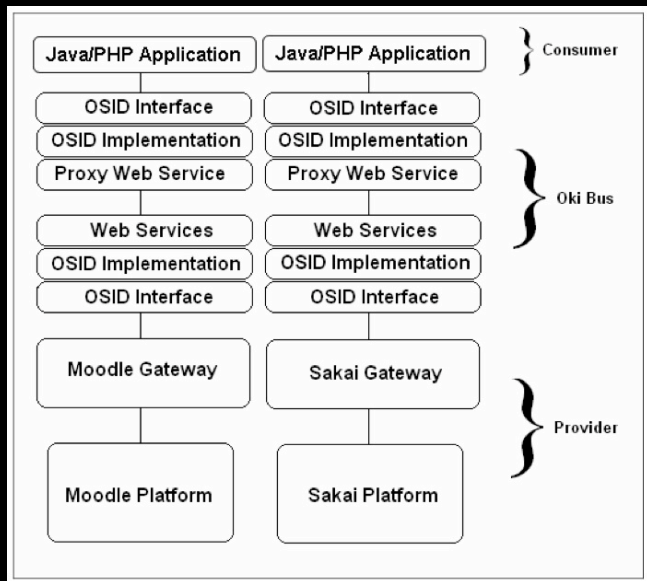 Java/PHP Application Java/PHP Application Consumer
OSID Interface OSID Interface
OSID Implementation OSID Implementation
Proxy Web Service Proxy Web Service
Oki Bus
Web Services Web Services
OSID Implementation OSID Implementation
OSID Interface OSID Interface
Moodle Gateway Sakai Gateway
Provider
Moodle Platform Sakai Platform